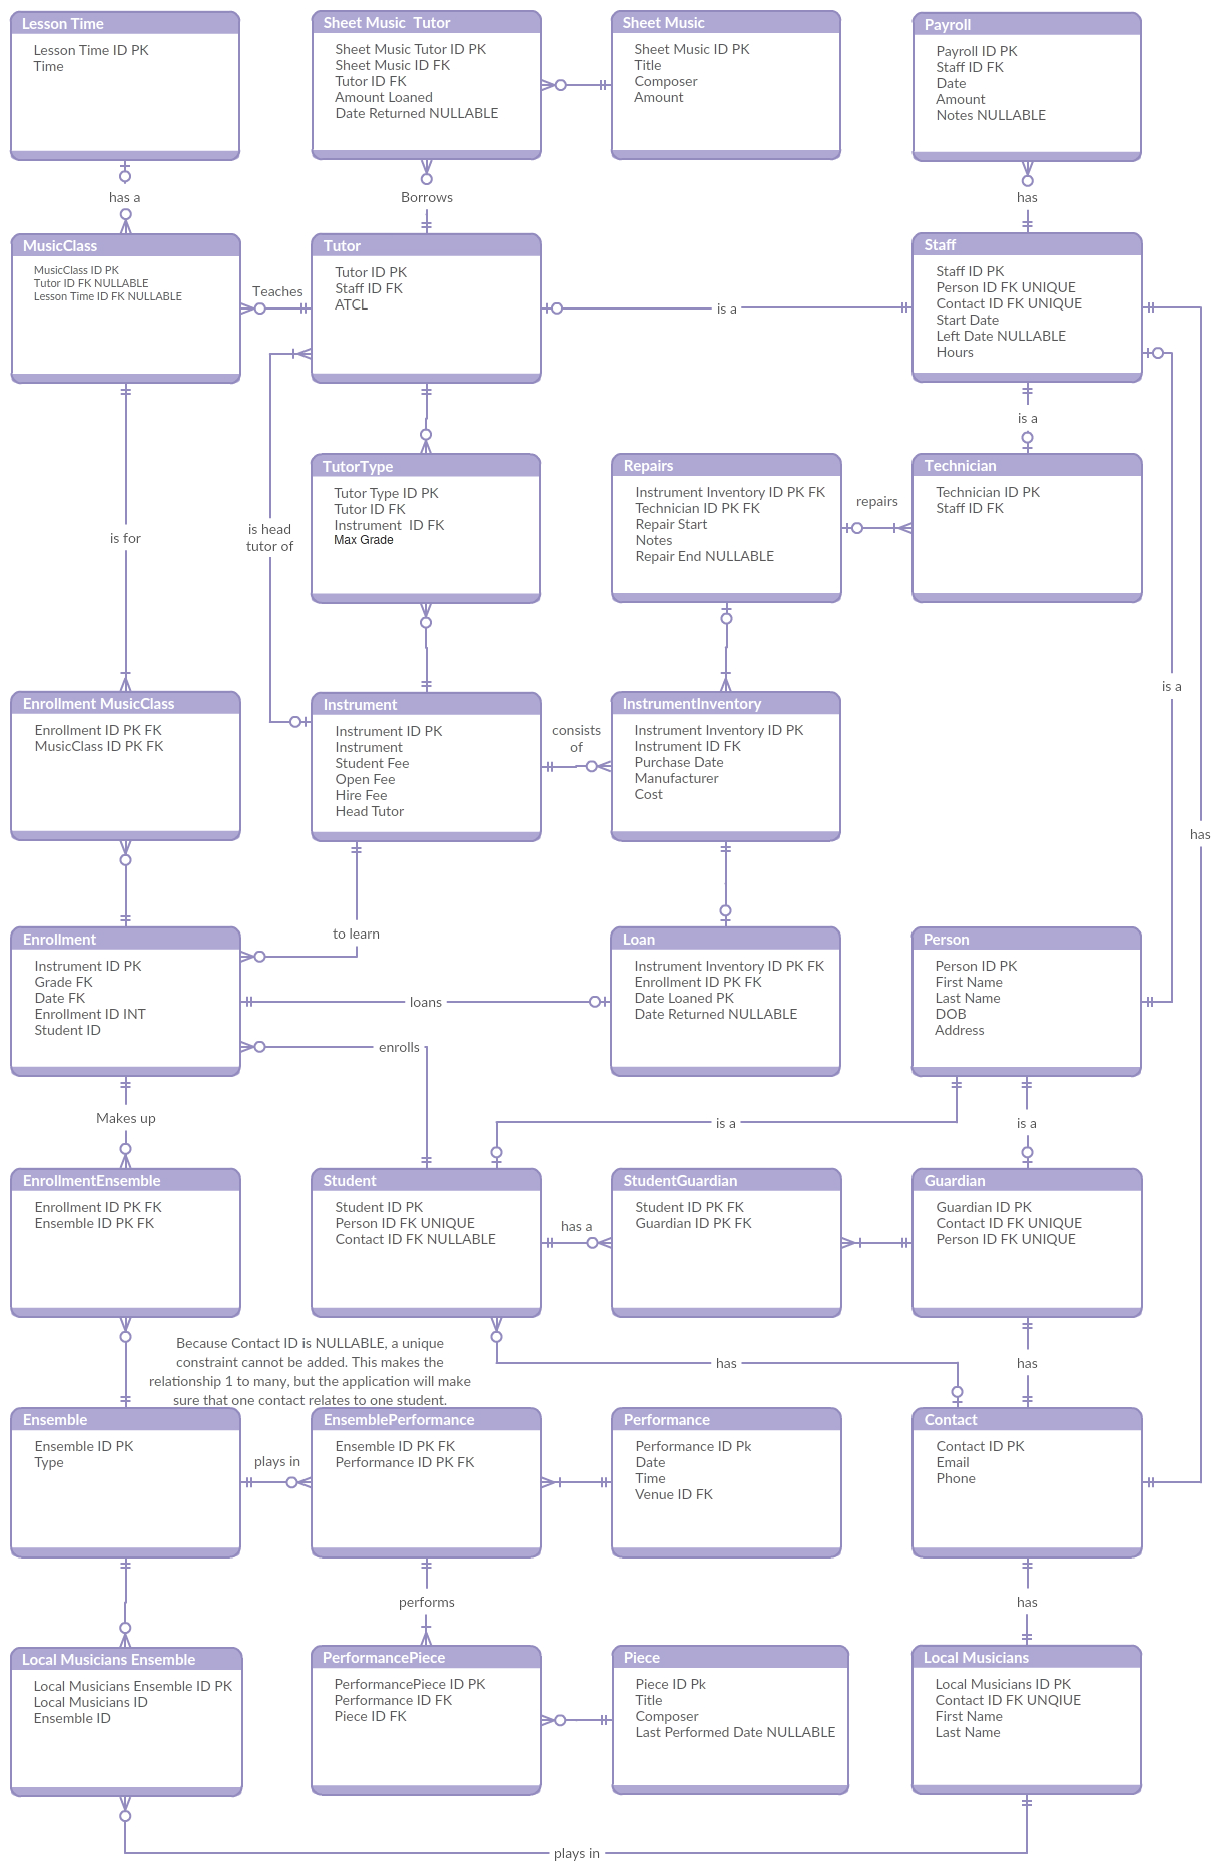 Lesson Time
Lesson Time ID PK
Time
Sheet Music Tutor
Sheet Music Tutor ID PK
Sheet Music ID FK
Tutor ID FK
Amount Loaned
Date Returned NULLABLE
Sheet Music
Sheet Music ID PK
Title
Composer
Amount
Payroll
Payroll ID PK
Staff ID FK
Date
Amount
Notes NULLABLE
has a
Borrows
has
MusicClass
MusicClass ID PK
Tutor ID FK NULLABLE
Lesson Time ID FK NULLABLE
Teaches
Tutor
Tutor ID PK
Staff ID FK
ATCL
is a
Staff
Staff ID PK
Person ID FK UNIQUE
Contact ID FK UNIQUE
Start Date
Left Date NULLABLE
Hours
is a
is for
is head
tutor of
TutorType
Tutor Type ID PK
Tutor ID FK
Instrument ID FK
Max Grade
Repairs
Instrument Inventory ID PK FK
Technician ID PK FK
Repair Start
Notes
Repair End NULLABLE
repairs
Technician
Technician ID PK
Staff ID FK
is a
has
Enrollment MusicClass
Enrollment ID PK FK
MusicClass ID PK FK
Instrument
Instrument ID PK
Instrument
Student Fee
Open Fee
Hire Fee
Head Tutor
consists
of
InstrumentInventory
Instrument Inventory ID PK
Instrument ID FK
Purchase Date
Manufacturer
Cost
to learn
Enrollment
Instrument ID PK
Grade FK
Date FK
Enrollment ID INT
Student ID
loans
enrolls
Loan
Instrument Inventory ID PK FK
Enrollment ID PK FK
Date Loaned PK
Date Returned NULLABLE
Person
Person ID PK
First Name
Last Name
DOB
Address
Makes up
is a
is a
EnrollmentEnsemble
Enrollment ID PK FK
Ensemble ID PK FK
Student
Student ID PK
Person ID FK UNIQUE
Contact ID FK NULLABLE
has a
StudentGuardian
Student ID PK FK
Guardian ID PK FK
Guardian
Guardian ID PK
Contact ID FK UNIQUE
Person ID FK UNIQUE
Because Contact ID is NULLABLE, a unique
constraint cannot be added. This makes the
relationship 1 to many, but the application will make
sure that one contact relates to one student.
has
has
Ensemble
Ensemble ID PK
Type
plays in
EnsemblePerformance
Ensemble ID PK FK
Performance ID PK FK
Performance
Performance ID Pk
Date
Time
Venue ID FK
Contact
Contact ID PK
Email
Phone
performs
has
Local Musicians Ensemble
Local Musicians Ensemble ID PK
Local Musicians ID
Ensemble ID
PerformancePiece
PerformancePiece ID PK
Performance ID FK
Piece ID FK
Piece
Piece ID Pk
Title
Composer
Last Performed Date NULLABLE
Local Musicians
Local Musicians ID PK
Contact ID FK UNQIUE
First Name
Last Name
plays in